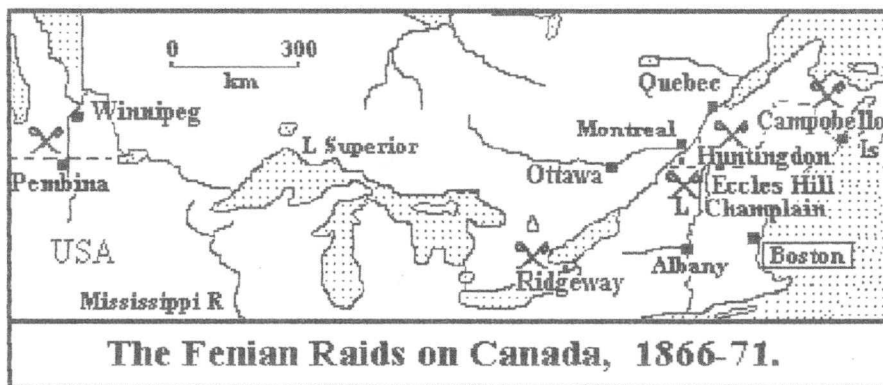 0 300
km
Quebec
Winnipeg
Campobello
Is
L Superior
Montreal
Huntingdon
Pembina
Ottawa
Eccles Hill
L Champlain
USA
Ridgeway
Albany
Boston
Mississippi R
The Fenian Raids on Canada, 1866-71.